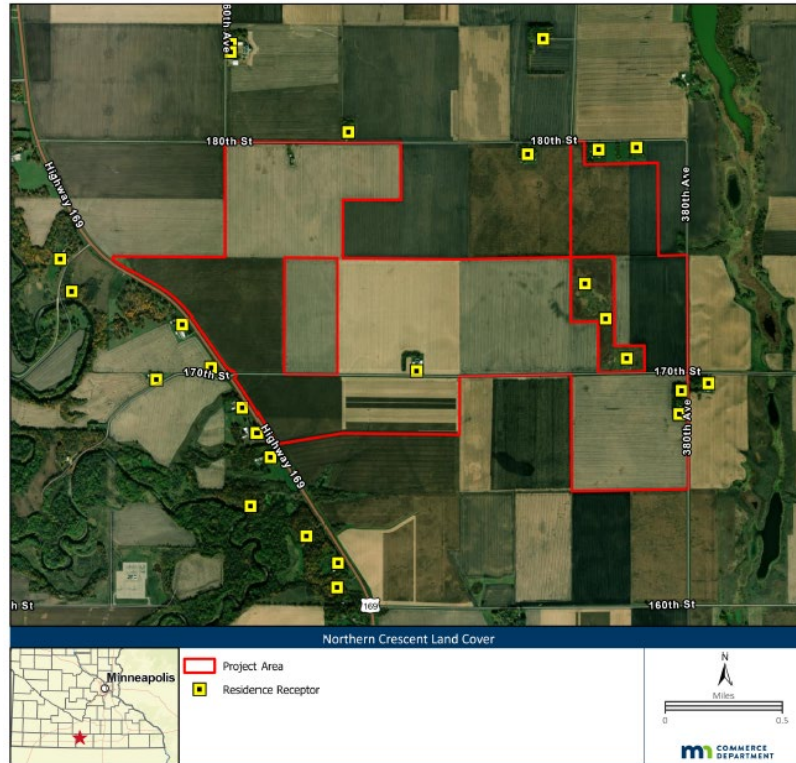 60th Ave
180th St
180th St
Highway 169
380th Ave
170th St
170th St
Highway 169
380th Ave
169
h St
160th St
Northern Crescent Land Cover
Minneapolis
Project Area
Residence Receptor
N
Miles
0
0.5
mn COMMERCE
DEPARTMENT